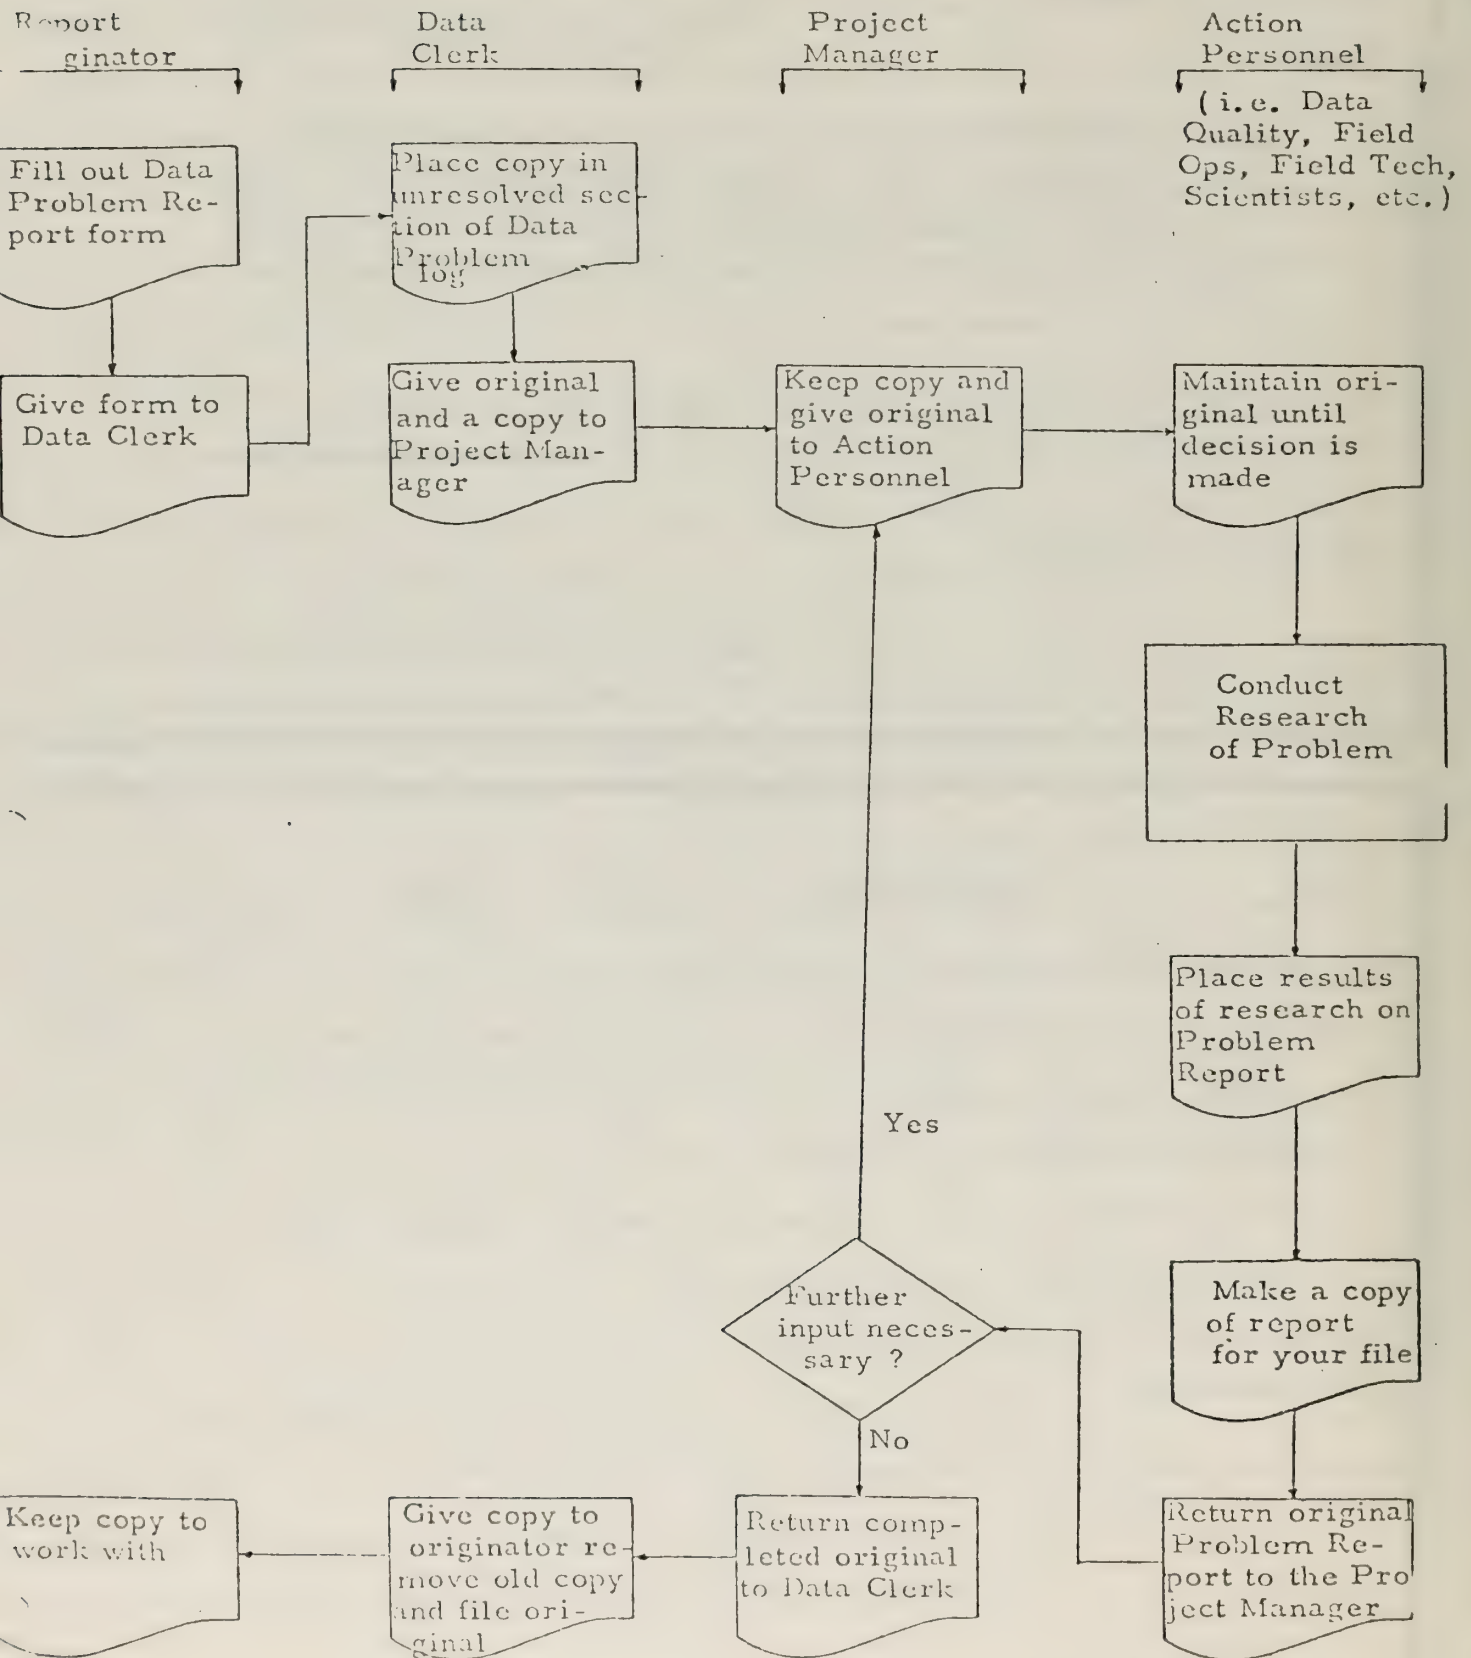 Report
ginator
Data
Clerk
Project
Manager
Action
Personnel
(i.e. Data
Quality, Field
Ops, Field Tech,
Scientists, etc.)
Fill out Data
Problem Re-
port form
Place copy in
unresolved sec-
tion of Data
Problem
log
Give form to
Data Clerk
Give original
and a copy to
Project Man-
ager
Keep copy and
give original
to Action
Personnel
Maintain ori-
ginal until
decision is
made
Conduct
Research
of Problem
Place results
of research on
Problem
Report
Yes
Further
input neces-
sary ?
Make a copy
of report
for your file
No
Keep copy to
work with
Give copy to
originator re-
move old copy
and file ori-
ginal
Return comp-
leted original
to Data Clerk
Return original
Problem Re-
port to the Pro
ject Manager